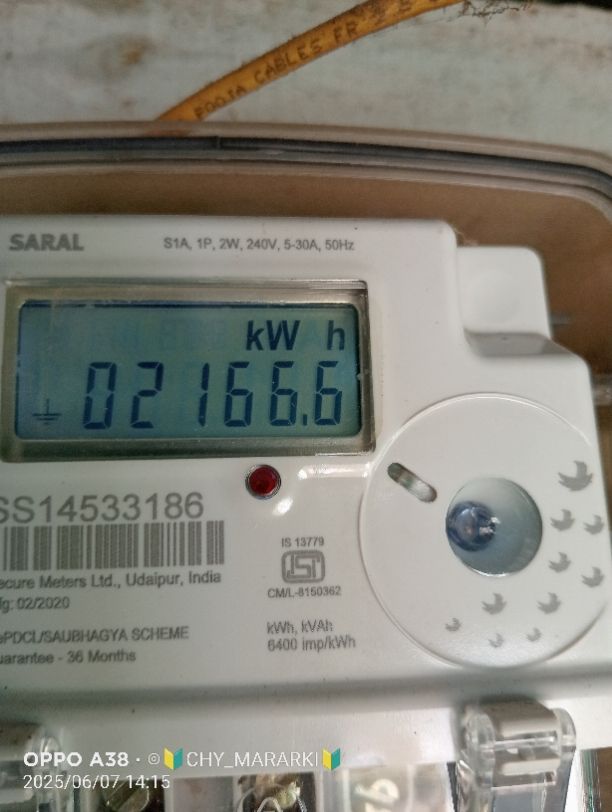 POOJA CABLES FR
SARAL
S1A, 1P, 2W, 240V, 5-30A, 50Hz
kW h
02166.6
SS14533186
ecure Meters Ltd., Udaipur, India
fg: 02/2020
PDCL/SAUBHAGYA SCHEME
uarantee - 36 Months
IS 13779
CM/L-8150362
kWh, kVAh
6400 imp/kWh
OPPO A38 · ©🔰CHY_MARARKI🔰
2025/06/07 14:15